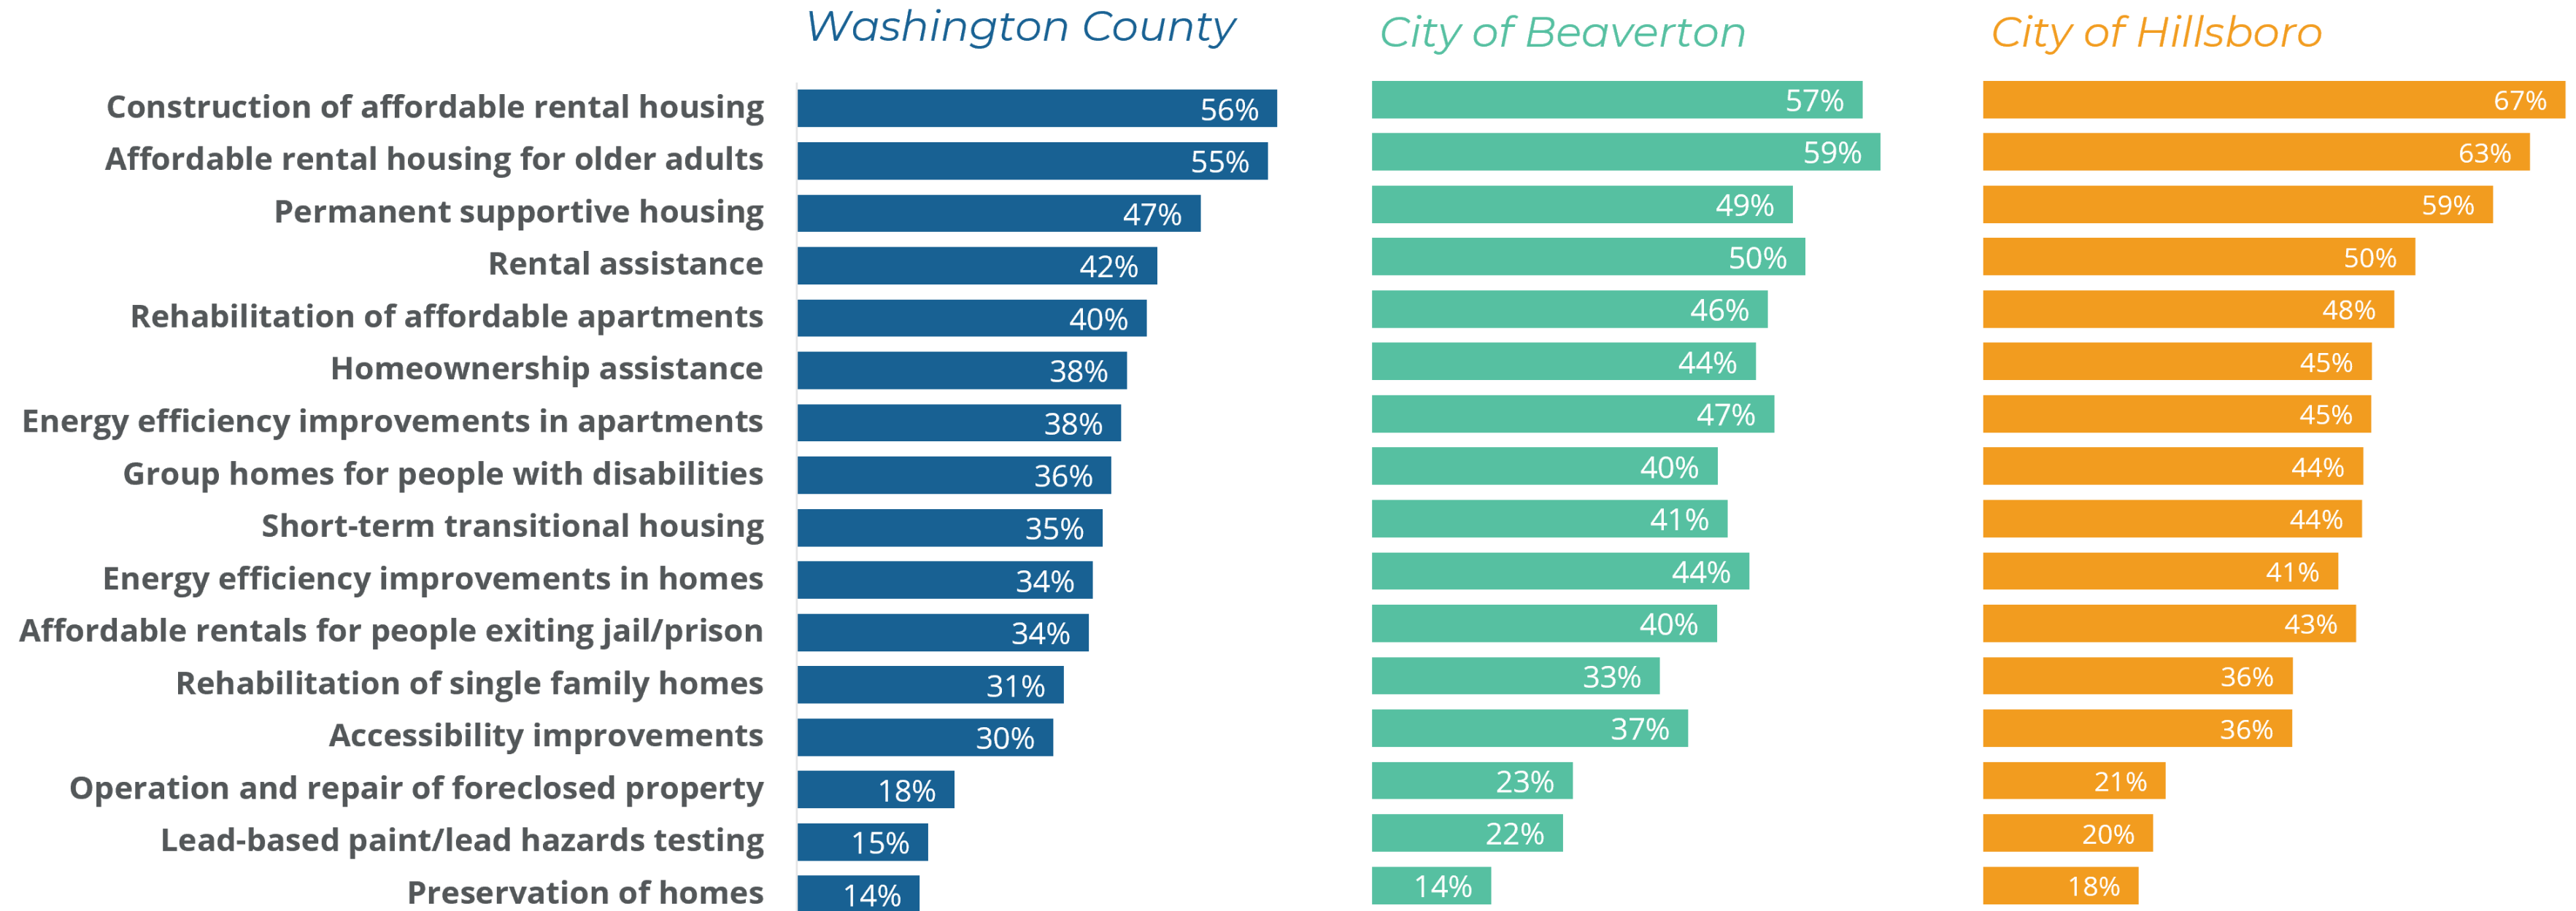 Washington County City of Beaverton City of Hillsboro
Construction of affordable rental housing 56% 57% 67%
Affordable rental housing for older adults 55% 59% 63%
Permanent supportive housing 47% 49% 59%
Rental assistance 42% 50% 50%
Rehabilitation of affordable apartments 40% 46% 48%
Homeownership assistance 38% 44% 45%
Energy efficiency improvements in apartments 38% 47% 45%
Group homes for people with disabilities 36% 40% 44%
Short-term transitional housing 35% 41% 44%
Energy efficiency improvements in homes 34% 44% 41%
Affordable rentals for people exiting jail/prison 34% 40% 43%
Rehabilitation of single family homes 31% 33% 36%
Accessibility improvements 30% 37% 36%
Operation and repair of foreclosed property 18% 23% 21%
Lead-based paint/lead hazards testing 15% 22% 20%
Preservation of homes 14% 14% 18%